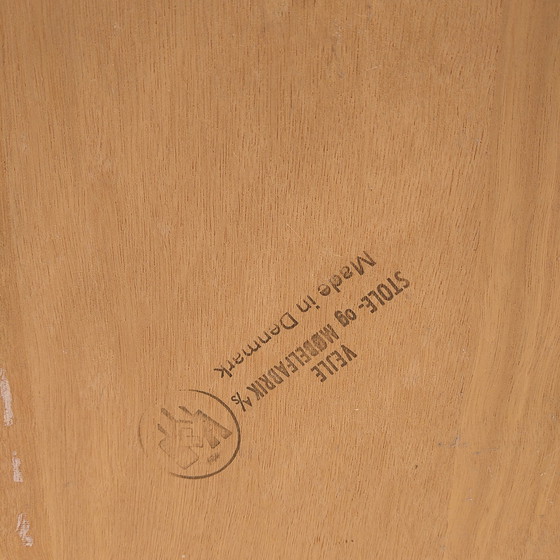 VEJLE
STOLE- og MØBELFABRIK A/S
Made in Denmark